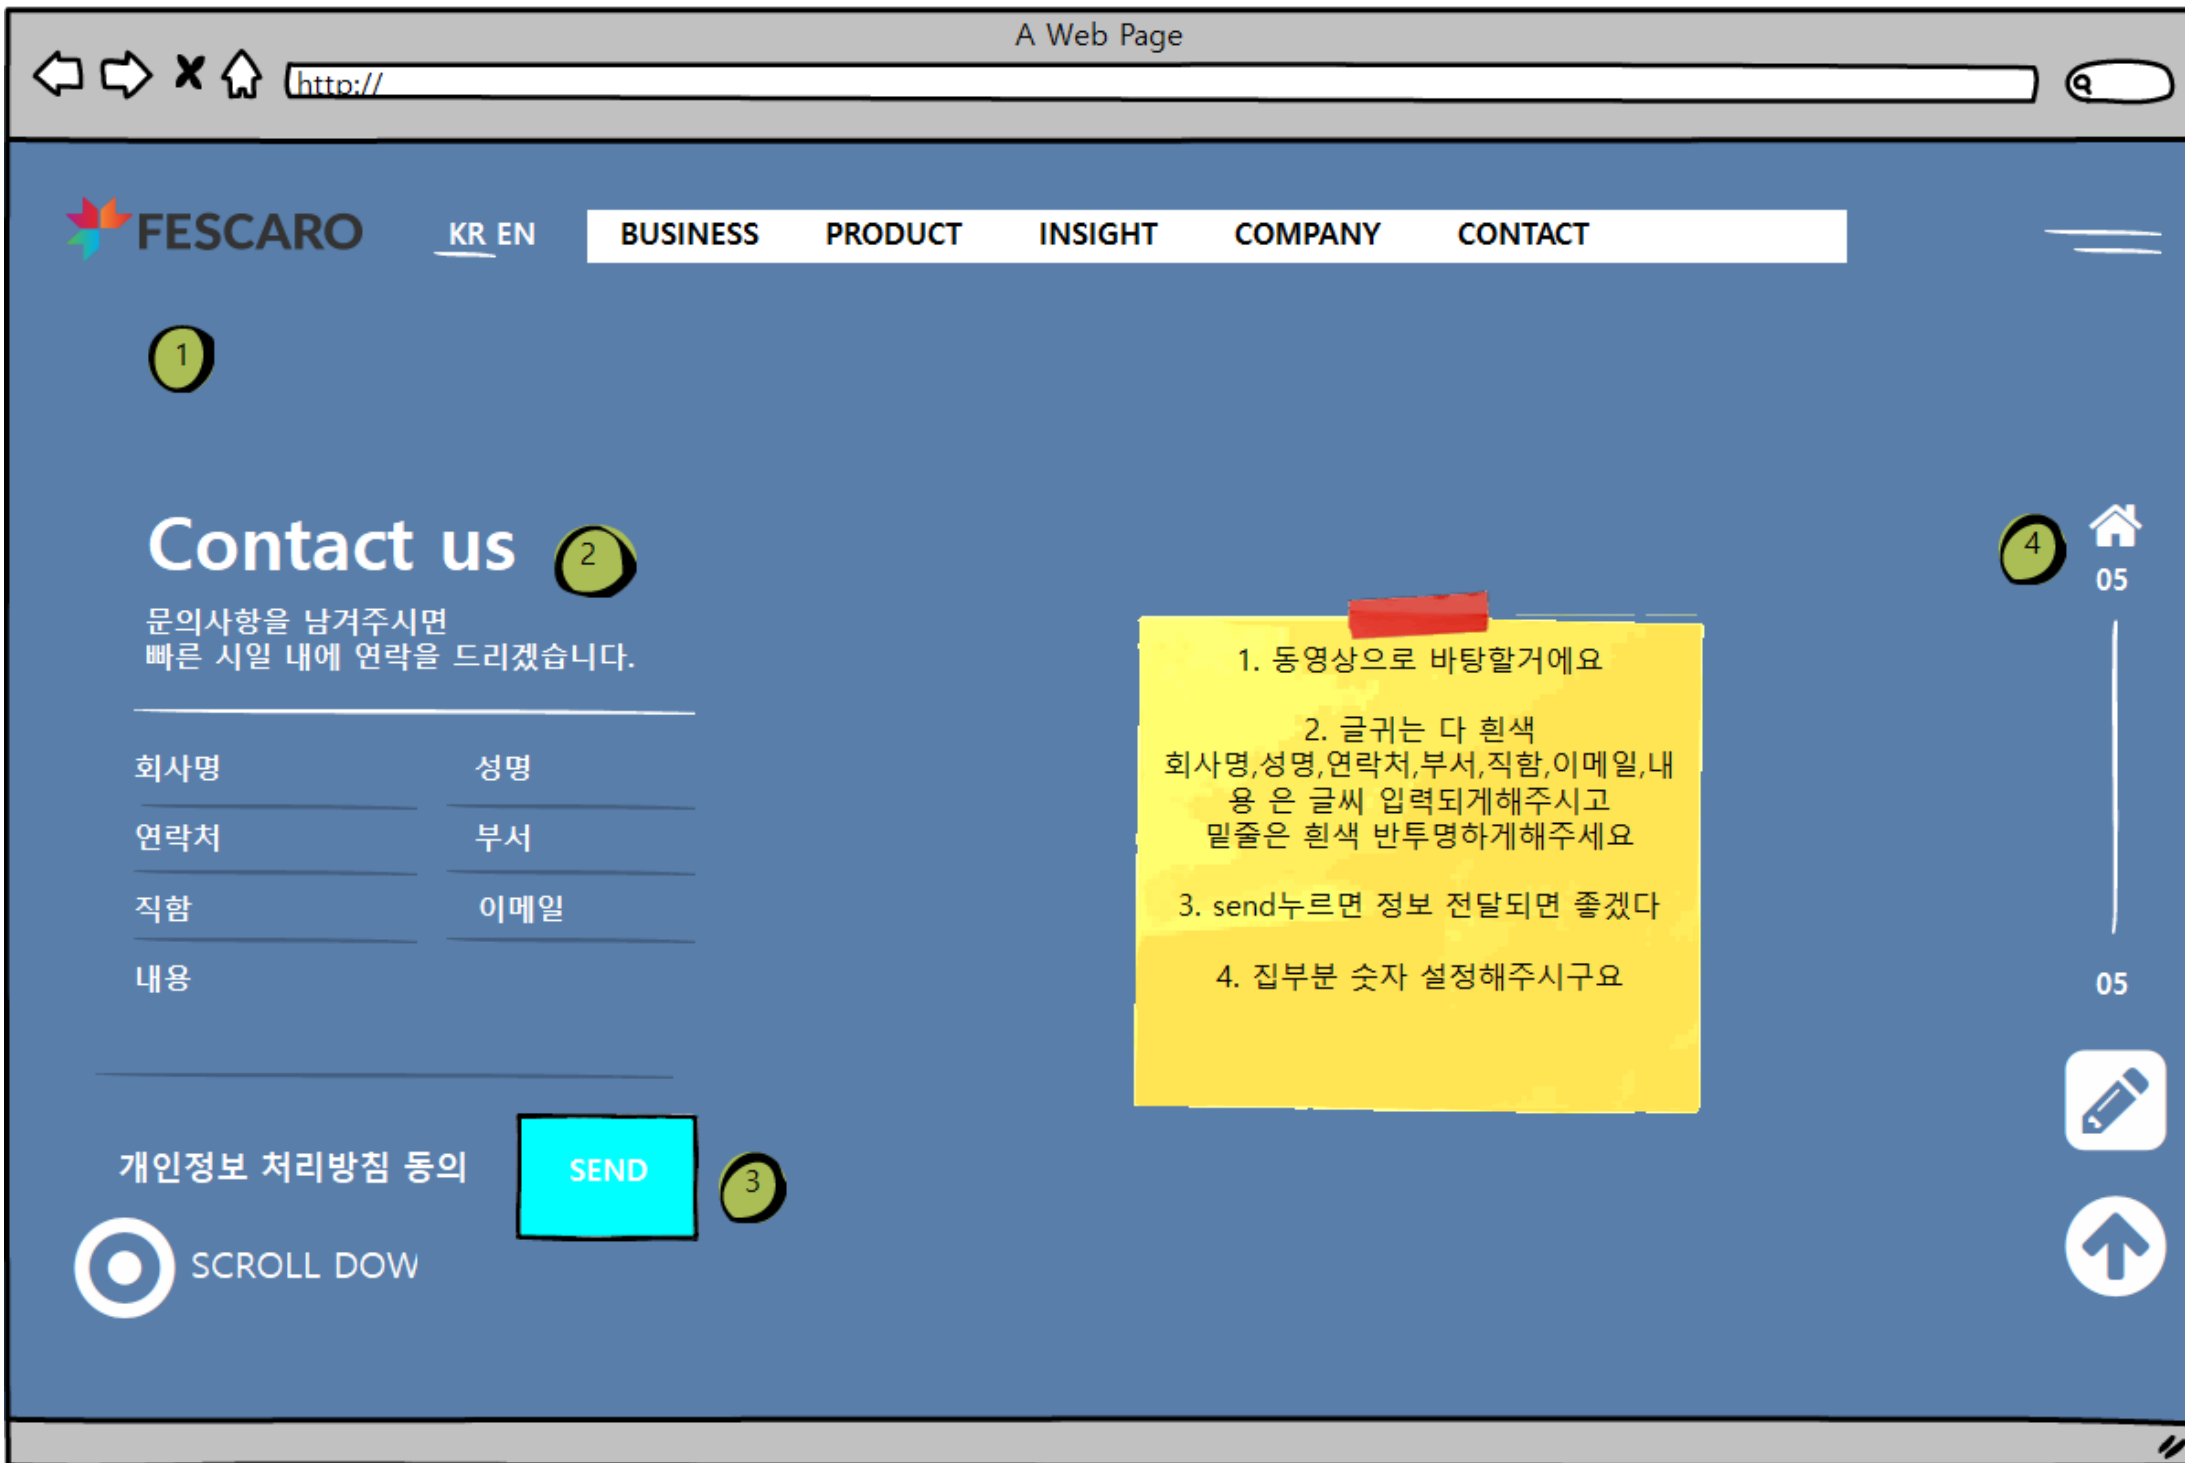 A Web Page
http://
FESCARO
KR EN
BUSINESS
PRODUCT
INSIGHT
COMPANY
CONTACT
1
Contact us
2
문의사항을 남겨주시면
빠른 시일 내에 연락을 드리겠습니다.
회사명
성명
연락처
부서
직함
이메일
내용
개인정보 처리방침 동의
SEND
3
SCROLL DOW
1. 동영상으로 바탕할거에요
2. 글귀는 다 흰색
회사명,성명,연락처,부서,직함,이메일,내
용 은 글씨 입력되게해주시고
밑줄은 흰색 반투명하게해주세요
3. send누르면 정보 전달되면 좋겠다
4. 집부분 숫자 설정해주시구요
4
05
05